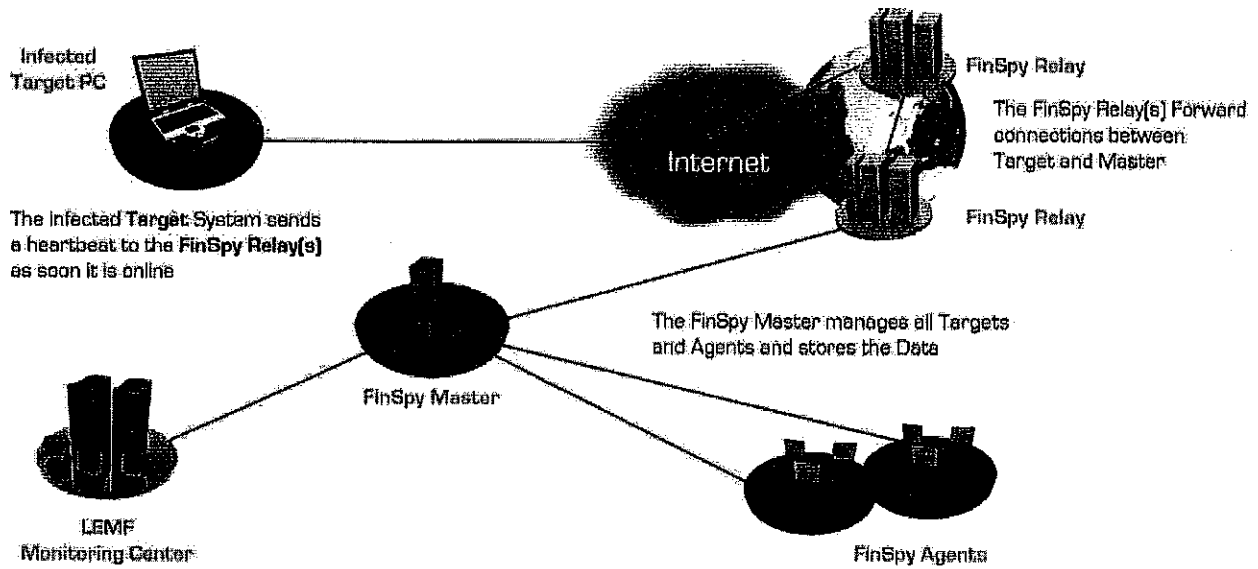 Infected
Target PC
FinSpy Relay
The FinSpy Relay(s) Forward
connections between
Target and Master
Internet
FinSpy Relay
The Infected Target System sends
a heartbeat to the FinSpy Relay(s)
as soon it is online
The FinSpy Master manages all Targets
and Agents and stores the Data
FinSpy Master
LEMF
Monitoring Center
FinSpy Agents